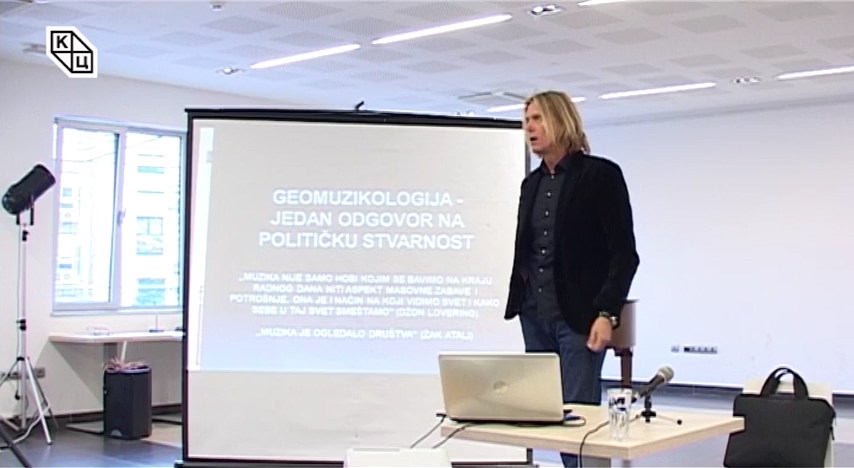 КЦ
GEOMUZIKOLOGIJA -
JEDAN ODGOVOR NA
POLITIČKU STVARNOST
„MUZIKA NIJE SAMO HOBI KOJIM SE BAVIMO NA KRAJU
RADNOG DANA NITI ASPEKT MASOVNE ZABAVE I
POTROŠNJE, ONA JE I NAČIN NA KOJI VIDIMO SVET I KAKO
SEBE U TAJ SVET SMEŠTAMO“ (DŽON LOVERING)
„MUZIKA JE OGLEDALO DRUŠTVA“ (ŽAK ATALI)
hp